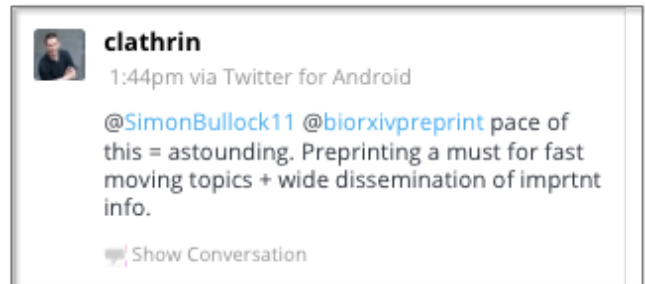 clathrin
1:44pm via Twitter for Android
@SimonBullock11 @biorxivpreprint pace of
this = astounding. Preprinting a must for fast
moving topics + wide dissemination of imprtnt
info.
Show Conversation